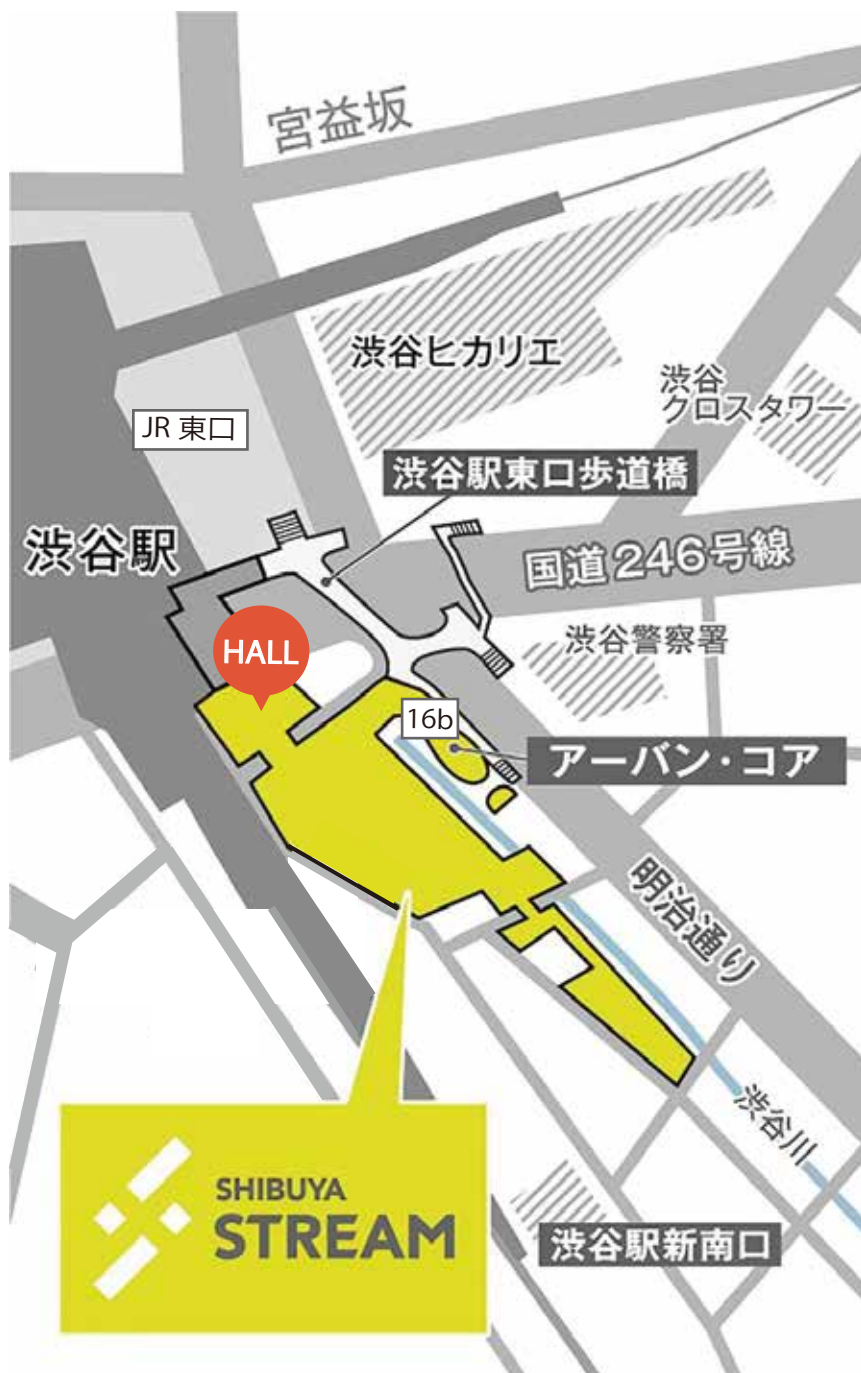 宮益坂
渋谷ヒカリエ
渋谷
クロスタワー
JR 東口
渋谷駅東口歩道橋
渋谷駅
国道246号線
HALL
渋谷警察署
16b
アーバン・コア
明治通り
渋谷川
SHIBUYA
STREAM
渋谷駅新南口